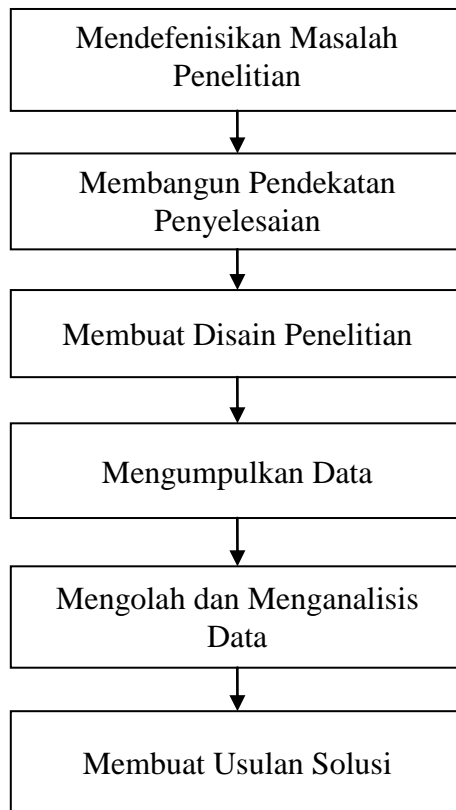 Mendefenisikan Masalah
Penelitian
Membangun Pendekatan
Penyelesaian
Membuat Disain Penelitian
Mengumpulkan Data
Mengolah dan Menganalisis
Data
Membuat Usulan Solusi